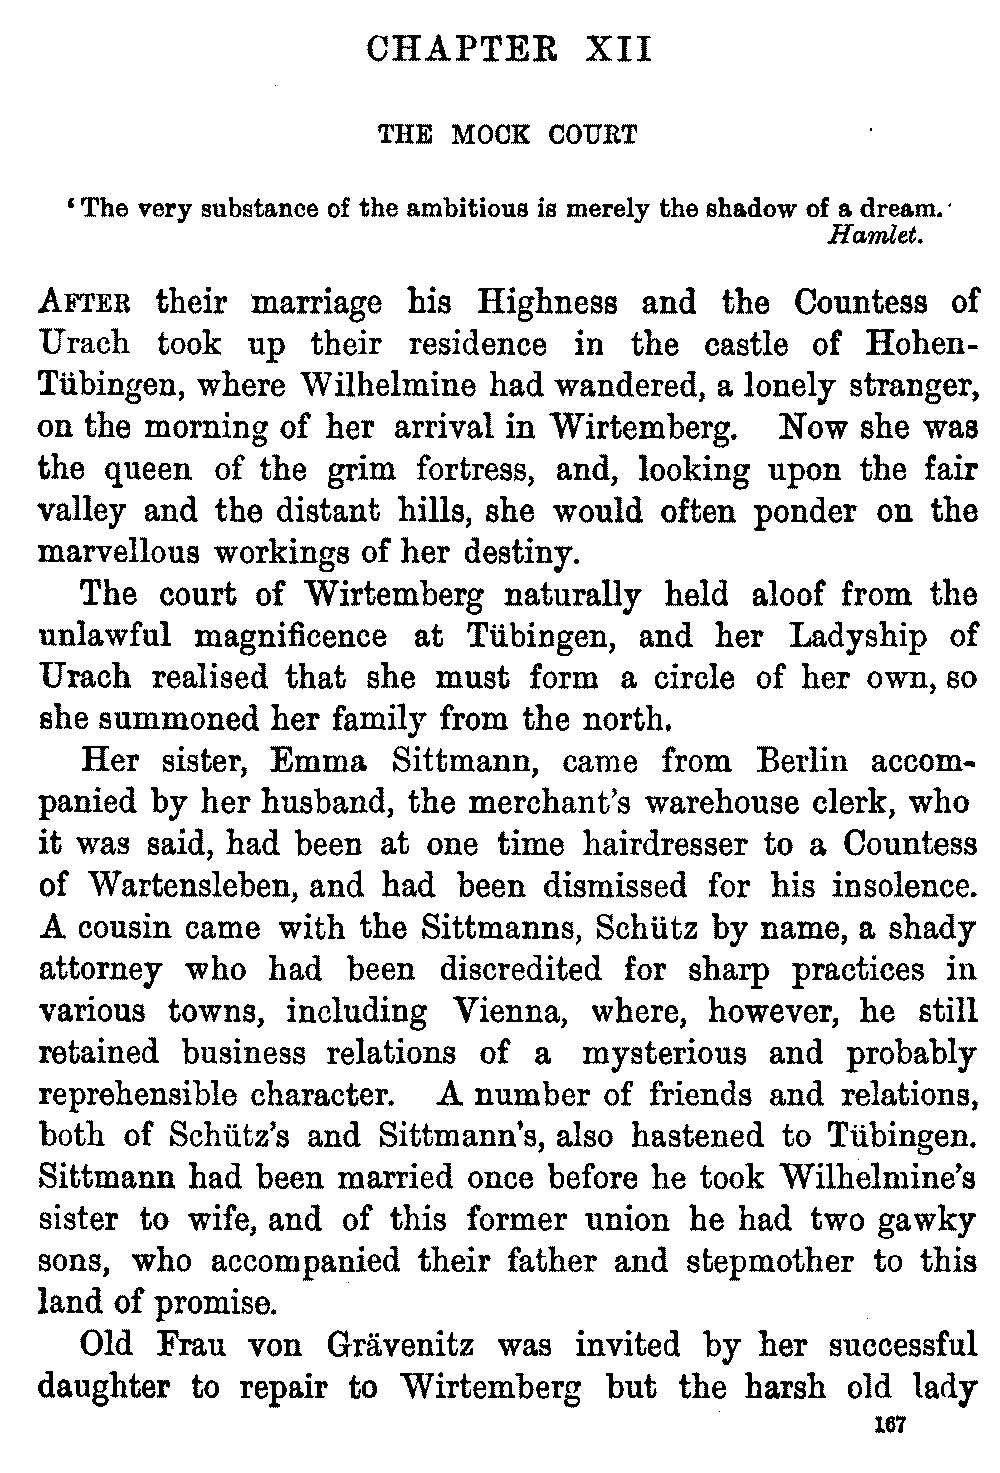 CHAPTER XII
THE MOCK COURT
‘The very substance of the ambitious is merely the shadow of a dream.’
Hamlet.
AFTER their marriage his Highness and the Countess of
Urach took up their residence in the castle of Hohen-
Tübingen, where Wilhelmine had wandered, a lonely stranger,
on the morning of her arrival in Wirtemberg. Now she was
the queen of the grim fortress, and, looking upon the fair
valley and the distant hills, she would often ponder on the
marvellous workings of her destiny.
The court of Wirtemberg naturally held aloof from the
unlawful magnificence at Tübingen, and her Ladyship of
Urach realised that she must form a circle of her own, so
she summoned her family from the north.
Her sister, Emma Sittmann, came from Berlin accom-
panied by her husband, the merchant’s warehouse clerk, who
it was said, had been at one time hairdresser to a Countess
of Wartensleben, and had been dismissed for his insolence.
A cousin came with the Sittmanns, Schütz by name, a shady
attorney who had been discredited for sharp practices in
various towns, including Vienna, where, however, he still
retained business relations of a mysterious and probably
reprehensible character. A number of friends and relations,
both of Schütz’s and Sittmann’s, also hastened to Tübingen.
Sittmann had been married once before he took Wilhelmine’s
sister to wife, and of this former union he had two gawky
sons, who accompanied their father and stepmother to this
land of promise.
Old Frau von Grävenitz was invited by her successful
daughter to repair to Wirtemberg but the harsh old lady
167